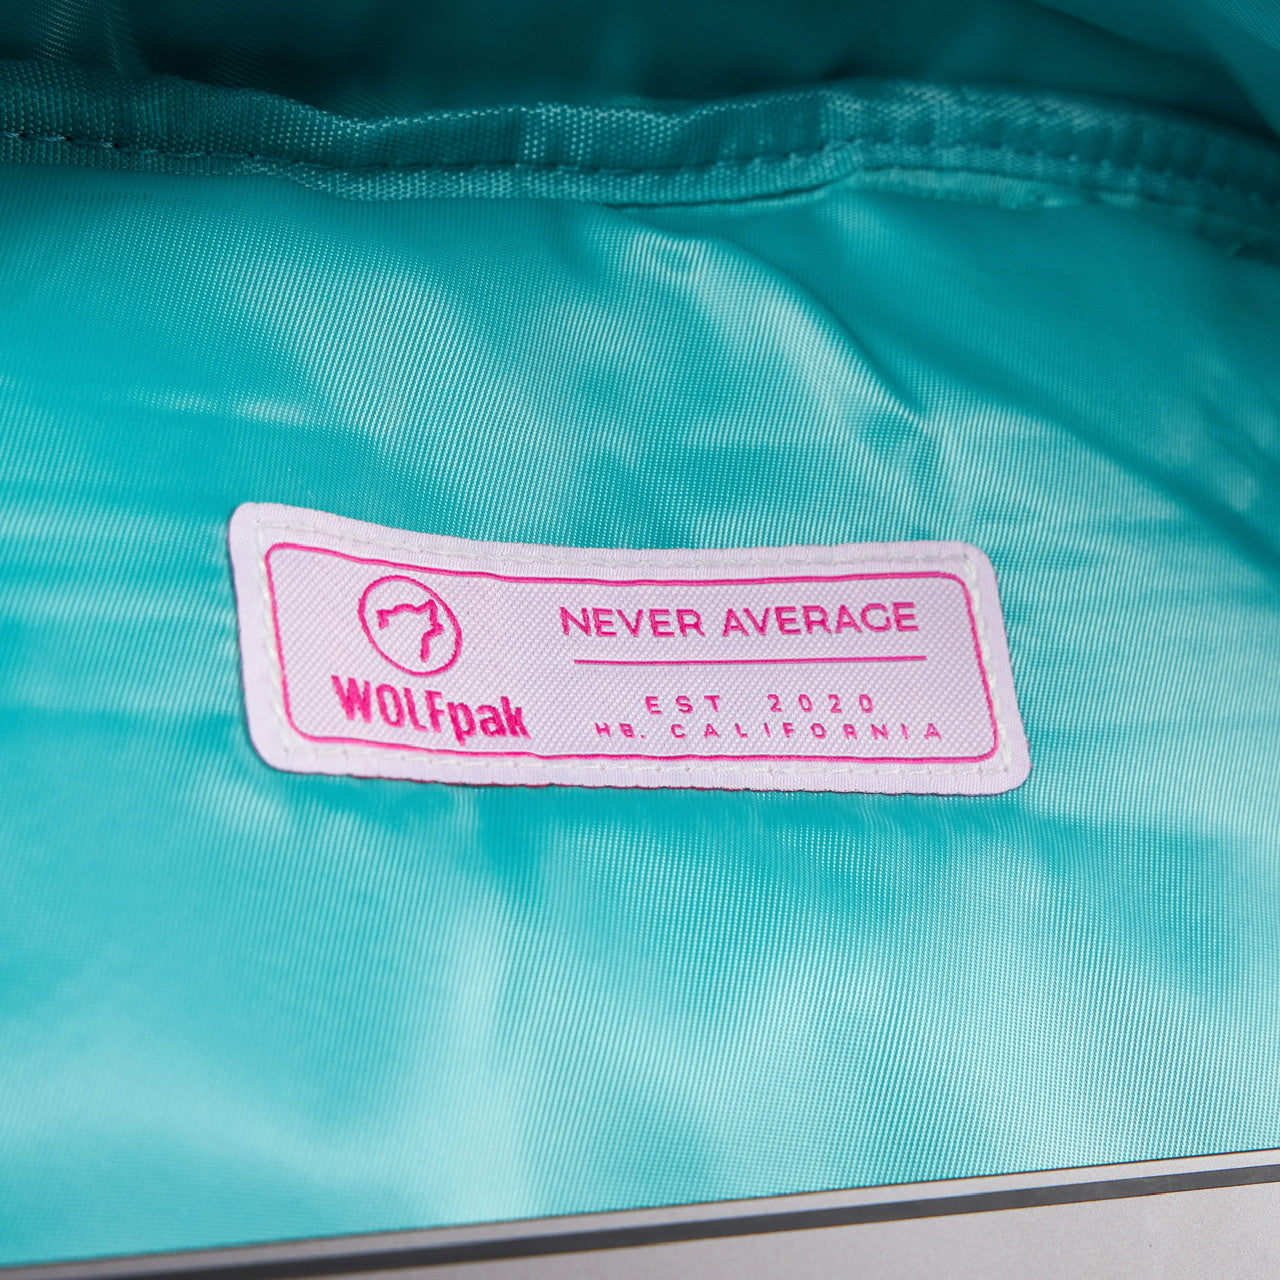 WOLFpak
NEVER AVERAGE
EST 2020
HB. CALIFORNIA